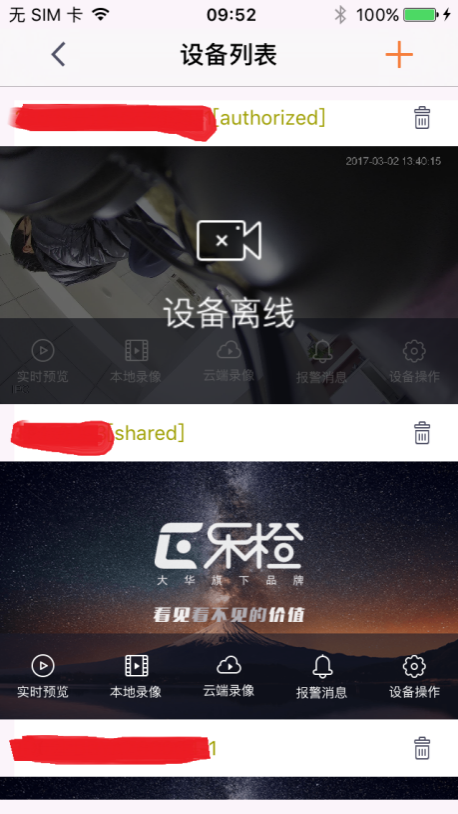 无 SIM 卡 09:52 100%
设备列表
[authorized]
2017-03-02 13:40:15
设备离线
实时预览 本地录像 云端录像 报警消息 设备操作
[shared]
乐橙
大华旗下品牌
看见看不见的价值
实时预览 本地录像 云端录像 报警消息 设备操作
1